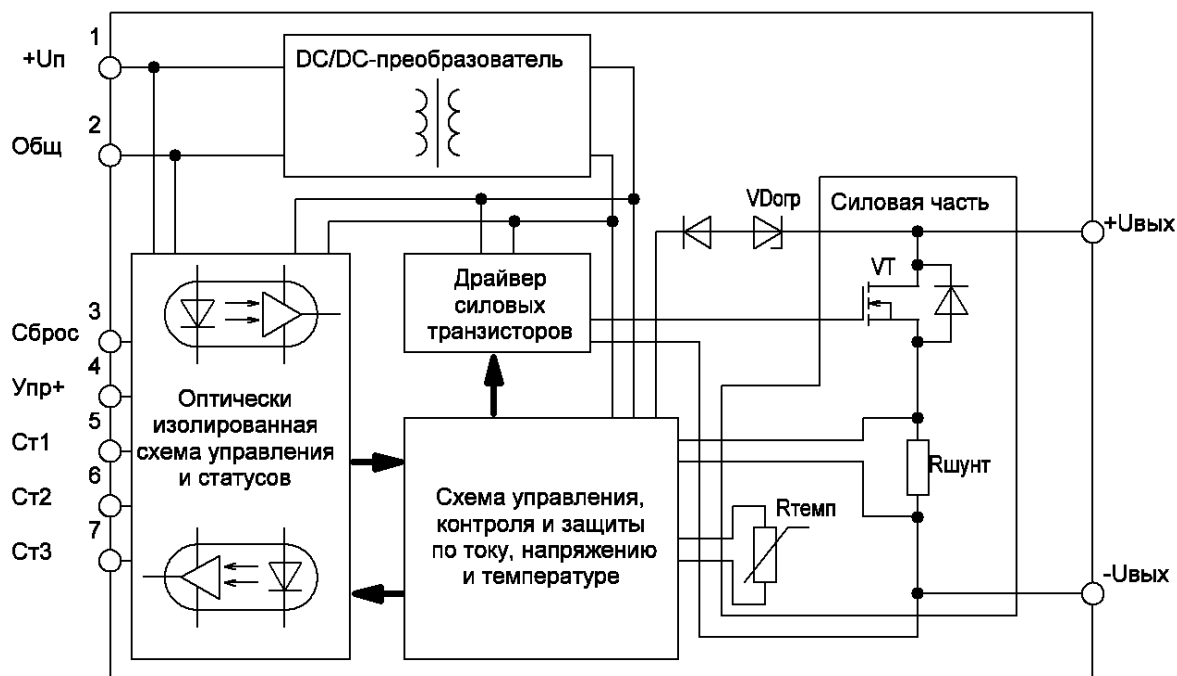 1
+Uп
DC/DC-преобразователь
2
Общ
VDогр
Силовая часть
+Uвых
VT
Драйвер
силовых
транзисторов
3
Сброс
4
Упр+
5
Ст1
6
Ст2
7
Ст3
Оптически
изолированная
схема управления
и статусов
Схема управления,
контроля и защиты
по току, напряжению
и температуре
Rшунт
Rтемп
-Uвых